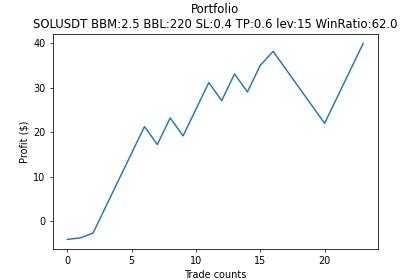 Portfolio
SOLUSDT BBM:2.5 BBL:220 SL:0.4 TP:0.6 lev:15 WinRatio:62.0
40
30
20
10
0
Profit ($)
0 5 10 15 20
Trade counts